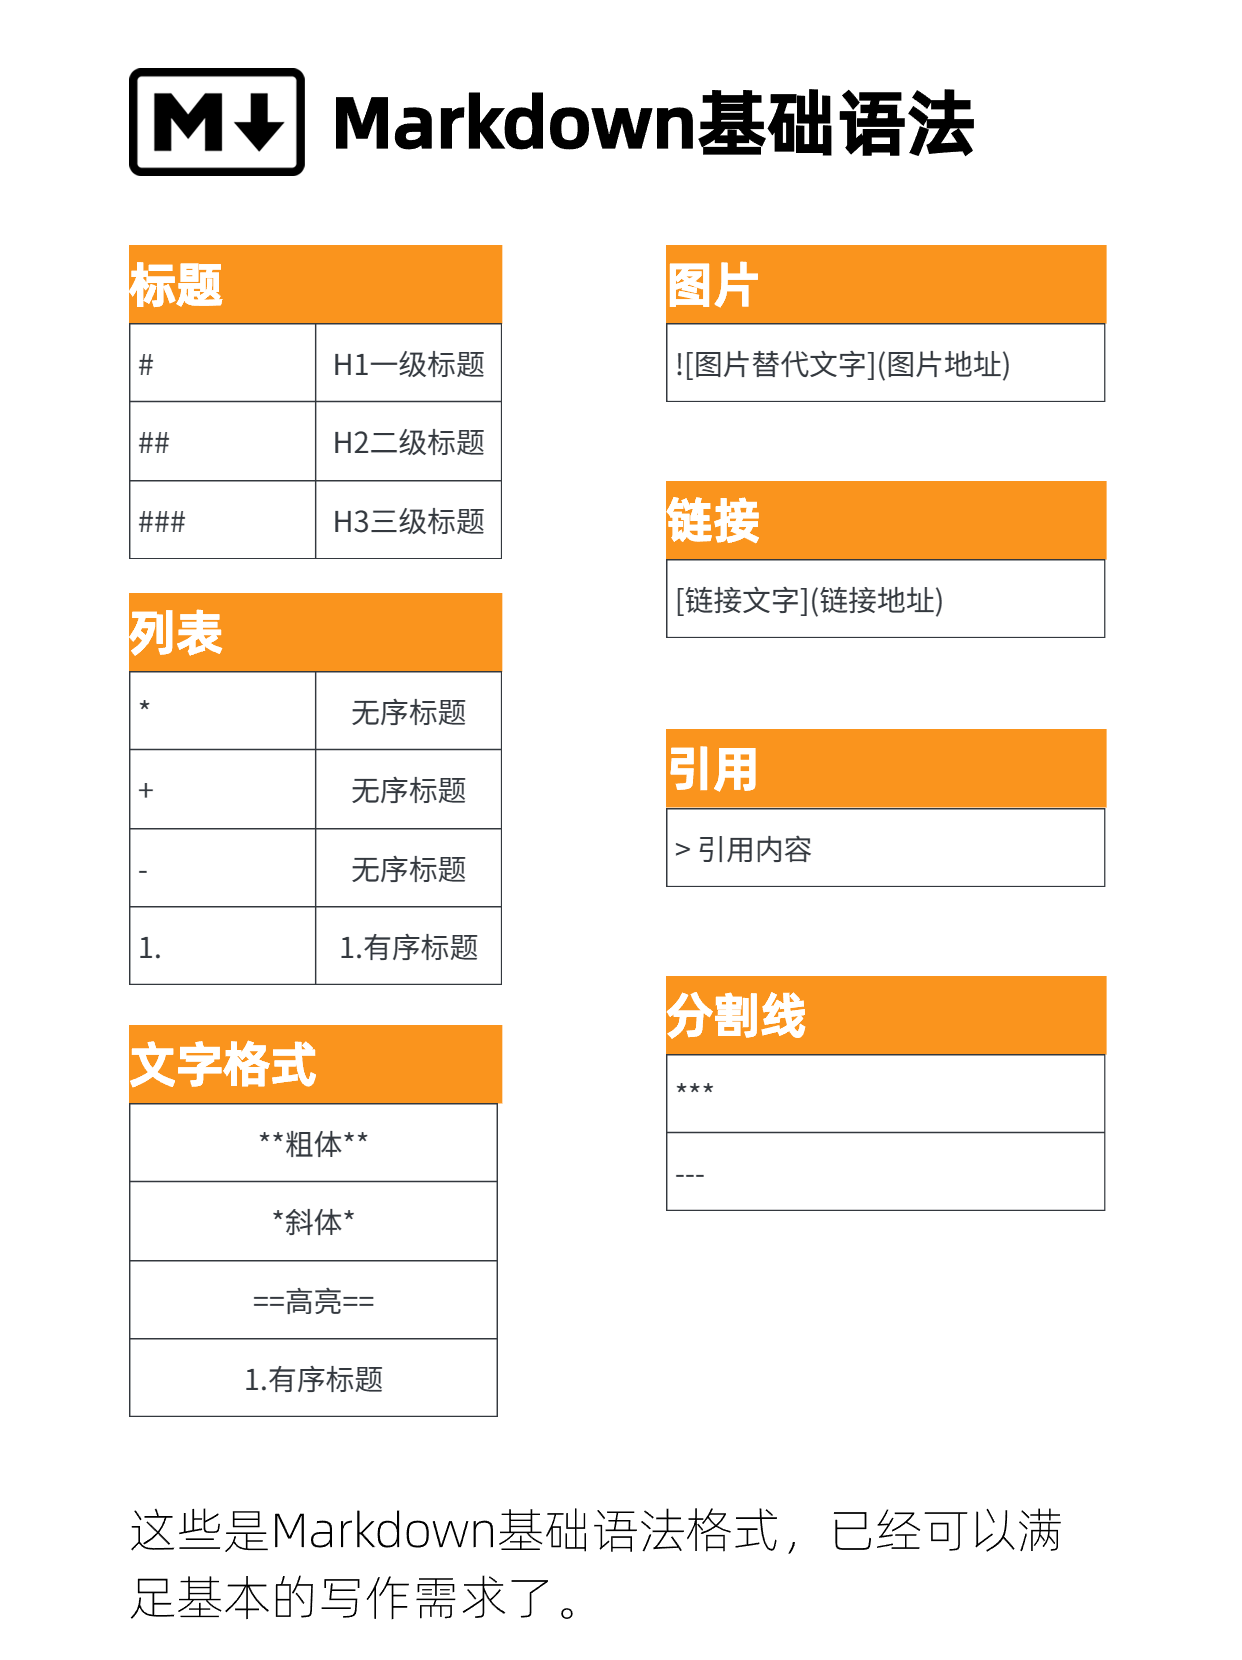 M↓ Markdown基础语法
标题
# H1一级标题
## H2二级标题
### H3三级标题
列表
* 无序标题
+ 无序标题
- 无序标题
1. 1.有序标题
文字格式
**粗体**
*斜体*
==高亮==
1.有序标题
图片
![图片替代文字](图片地址)
链接
[链接文字](链接地址)
引用
> 引用内容
分割线
***
---
这些是Markdown基础语法格式，已经可以满
足基本的写作需求了。